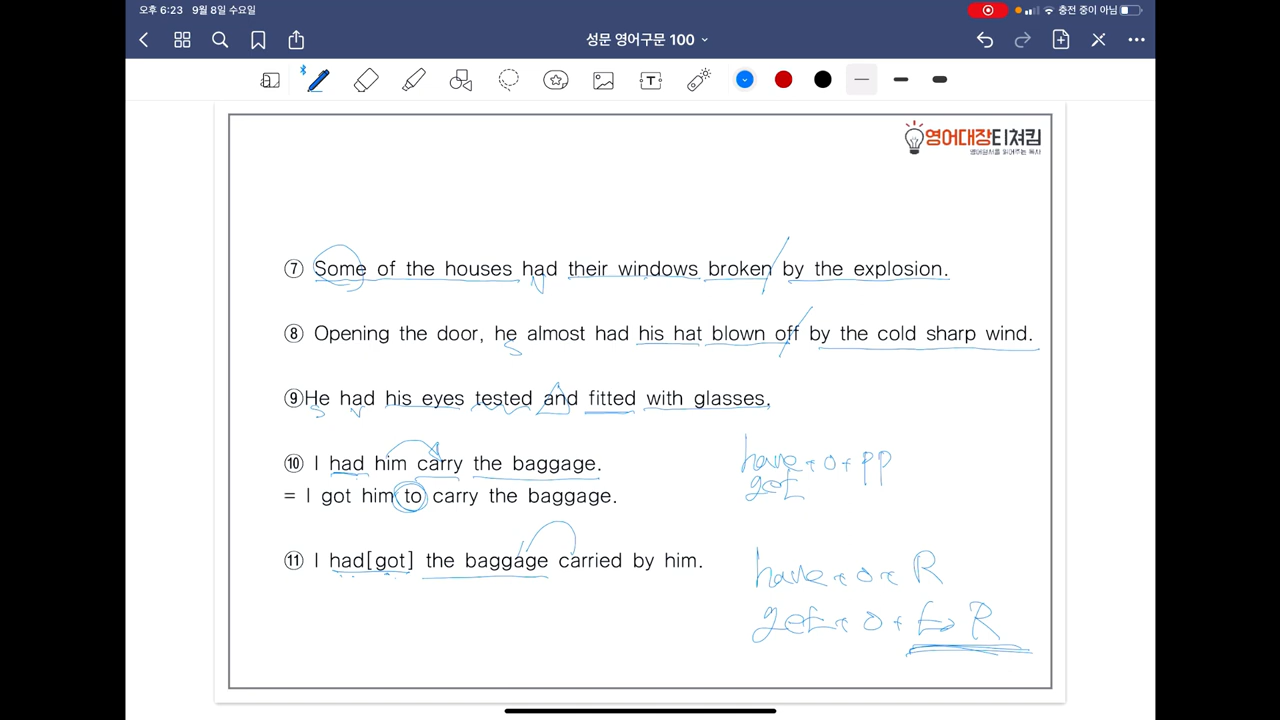 오후 6:23 9월 8일 수요일
충전 중이 아님
성문 영어구문 100
T
영어대장티쳐킴
⑦ Some of the houses had their windows broken by the explosion.
⑧ Opening the door, he almost had his hat blown off by the cold sharp wind.
S
⑨He had his eyes tested and fitted with glasses.
S V
⑩ I had him carry the baggage.
have + o + pp
= I got him to carry the baggage.
get
⑪ I had[got] the baggage carried by him.
have + o + R
get + o + to R